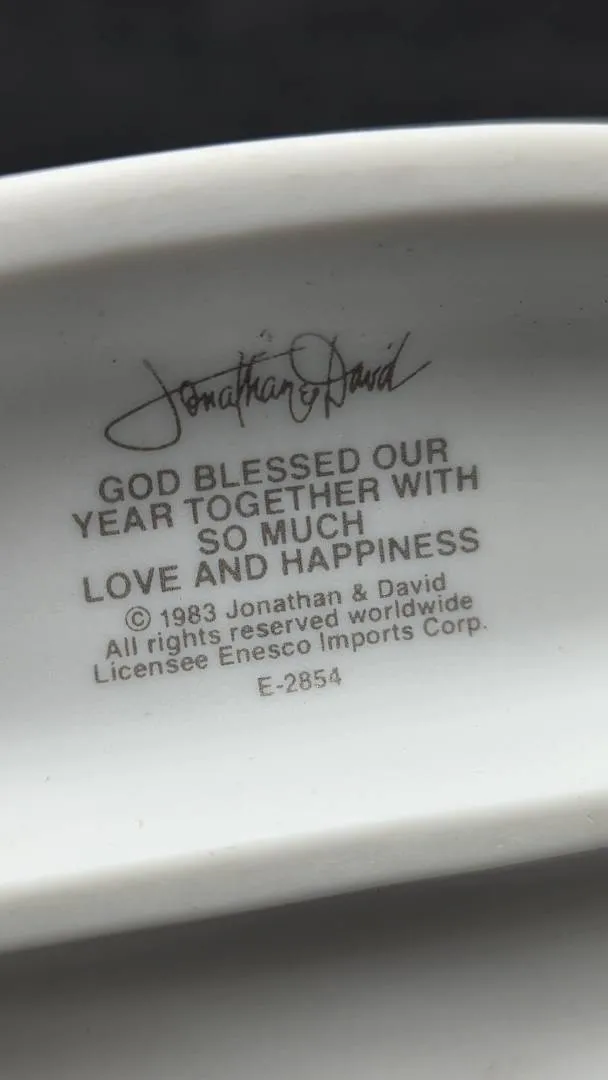 Jonathan & David
GOD BLESSED OUR
YEAR TOGETHER WITH
SO MUCH
LOVE AND HAPPINESS
© 1983 Jonathan & David
All rights reserved worldwide
Licensee Enesco Imports Corp.
E-2854